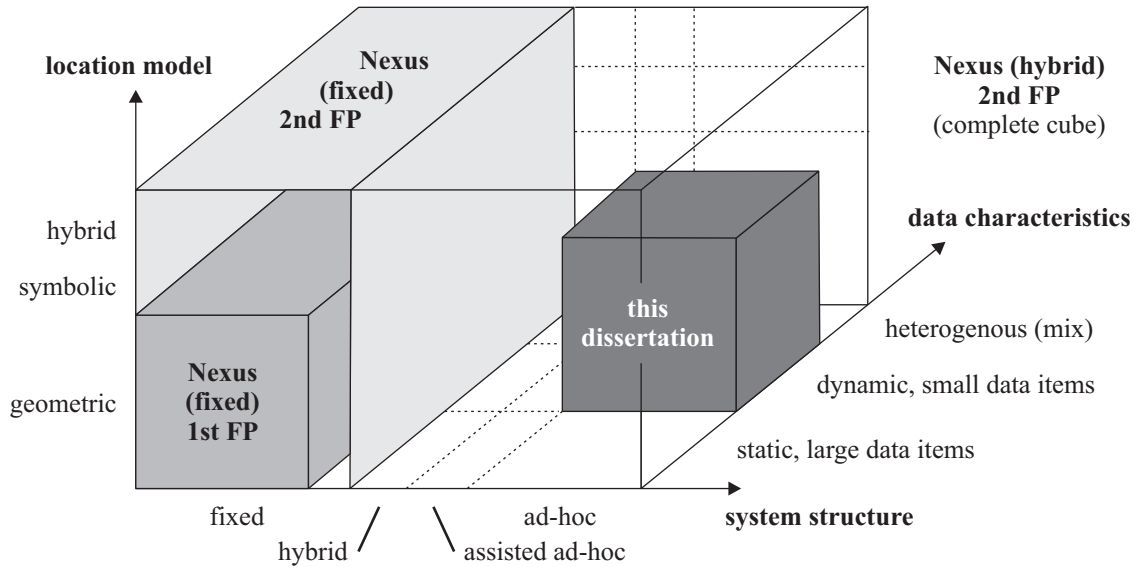 location model
Nexus
(fixed)
2nd FP
Nexus (hybrid)
2nd FP
(complete cube)
data characteristics
hybrid
symbolic
geometric
this
dissertation
Nexus
(fixed)
1st FP
heterogenous (mix)
dynamic, small data items
static, large data items
fixed
hybrid
ad-hoc
assisted ad-hoc
system structure